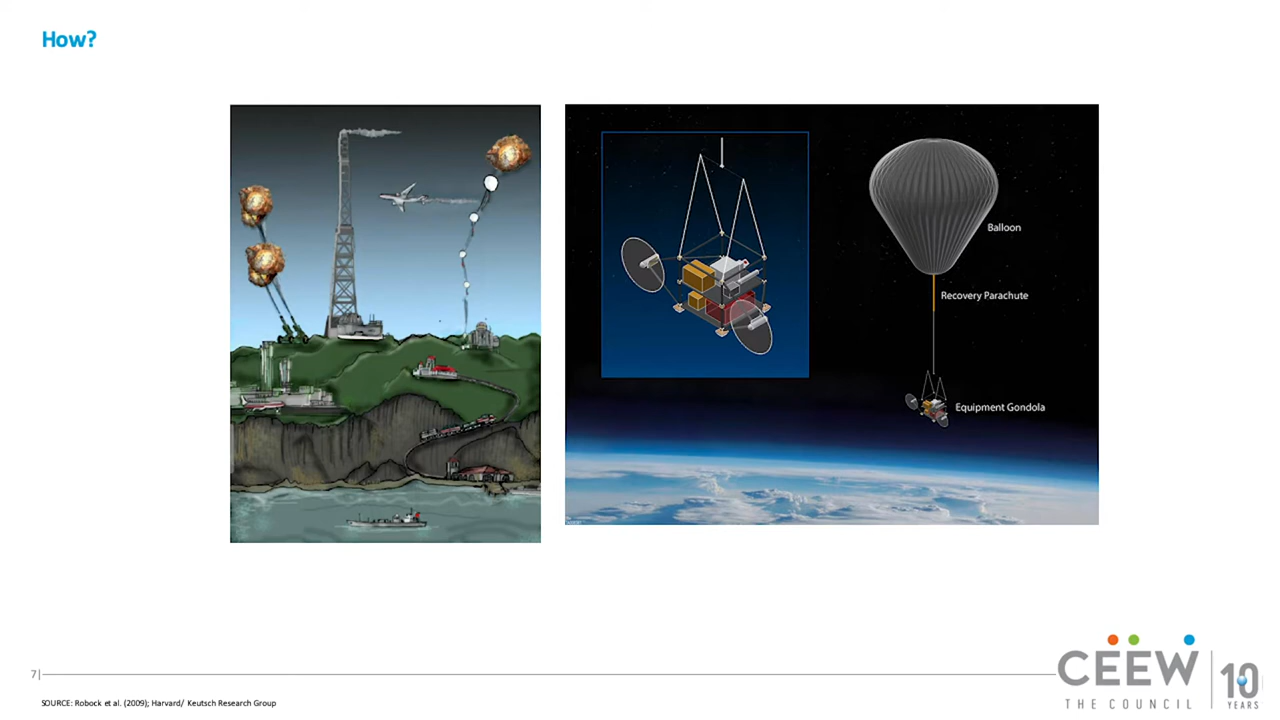 How?
Balloon
Recovery Parachute
Equipment Gondola
7|
SOURCE: Robock et al. (2009); Harvard/ Keutsch Research Group
CEEW
THE COUNCIL
10
YEARS